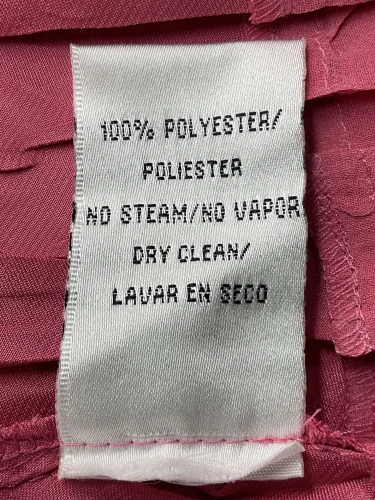 100% POLYESTER/
POLIESTER
NO STEAM/NO VAPOR
DRY CLEAN/
LAVAR EN SECO